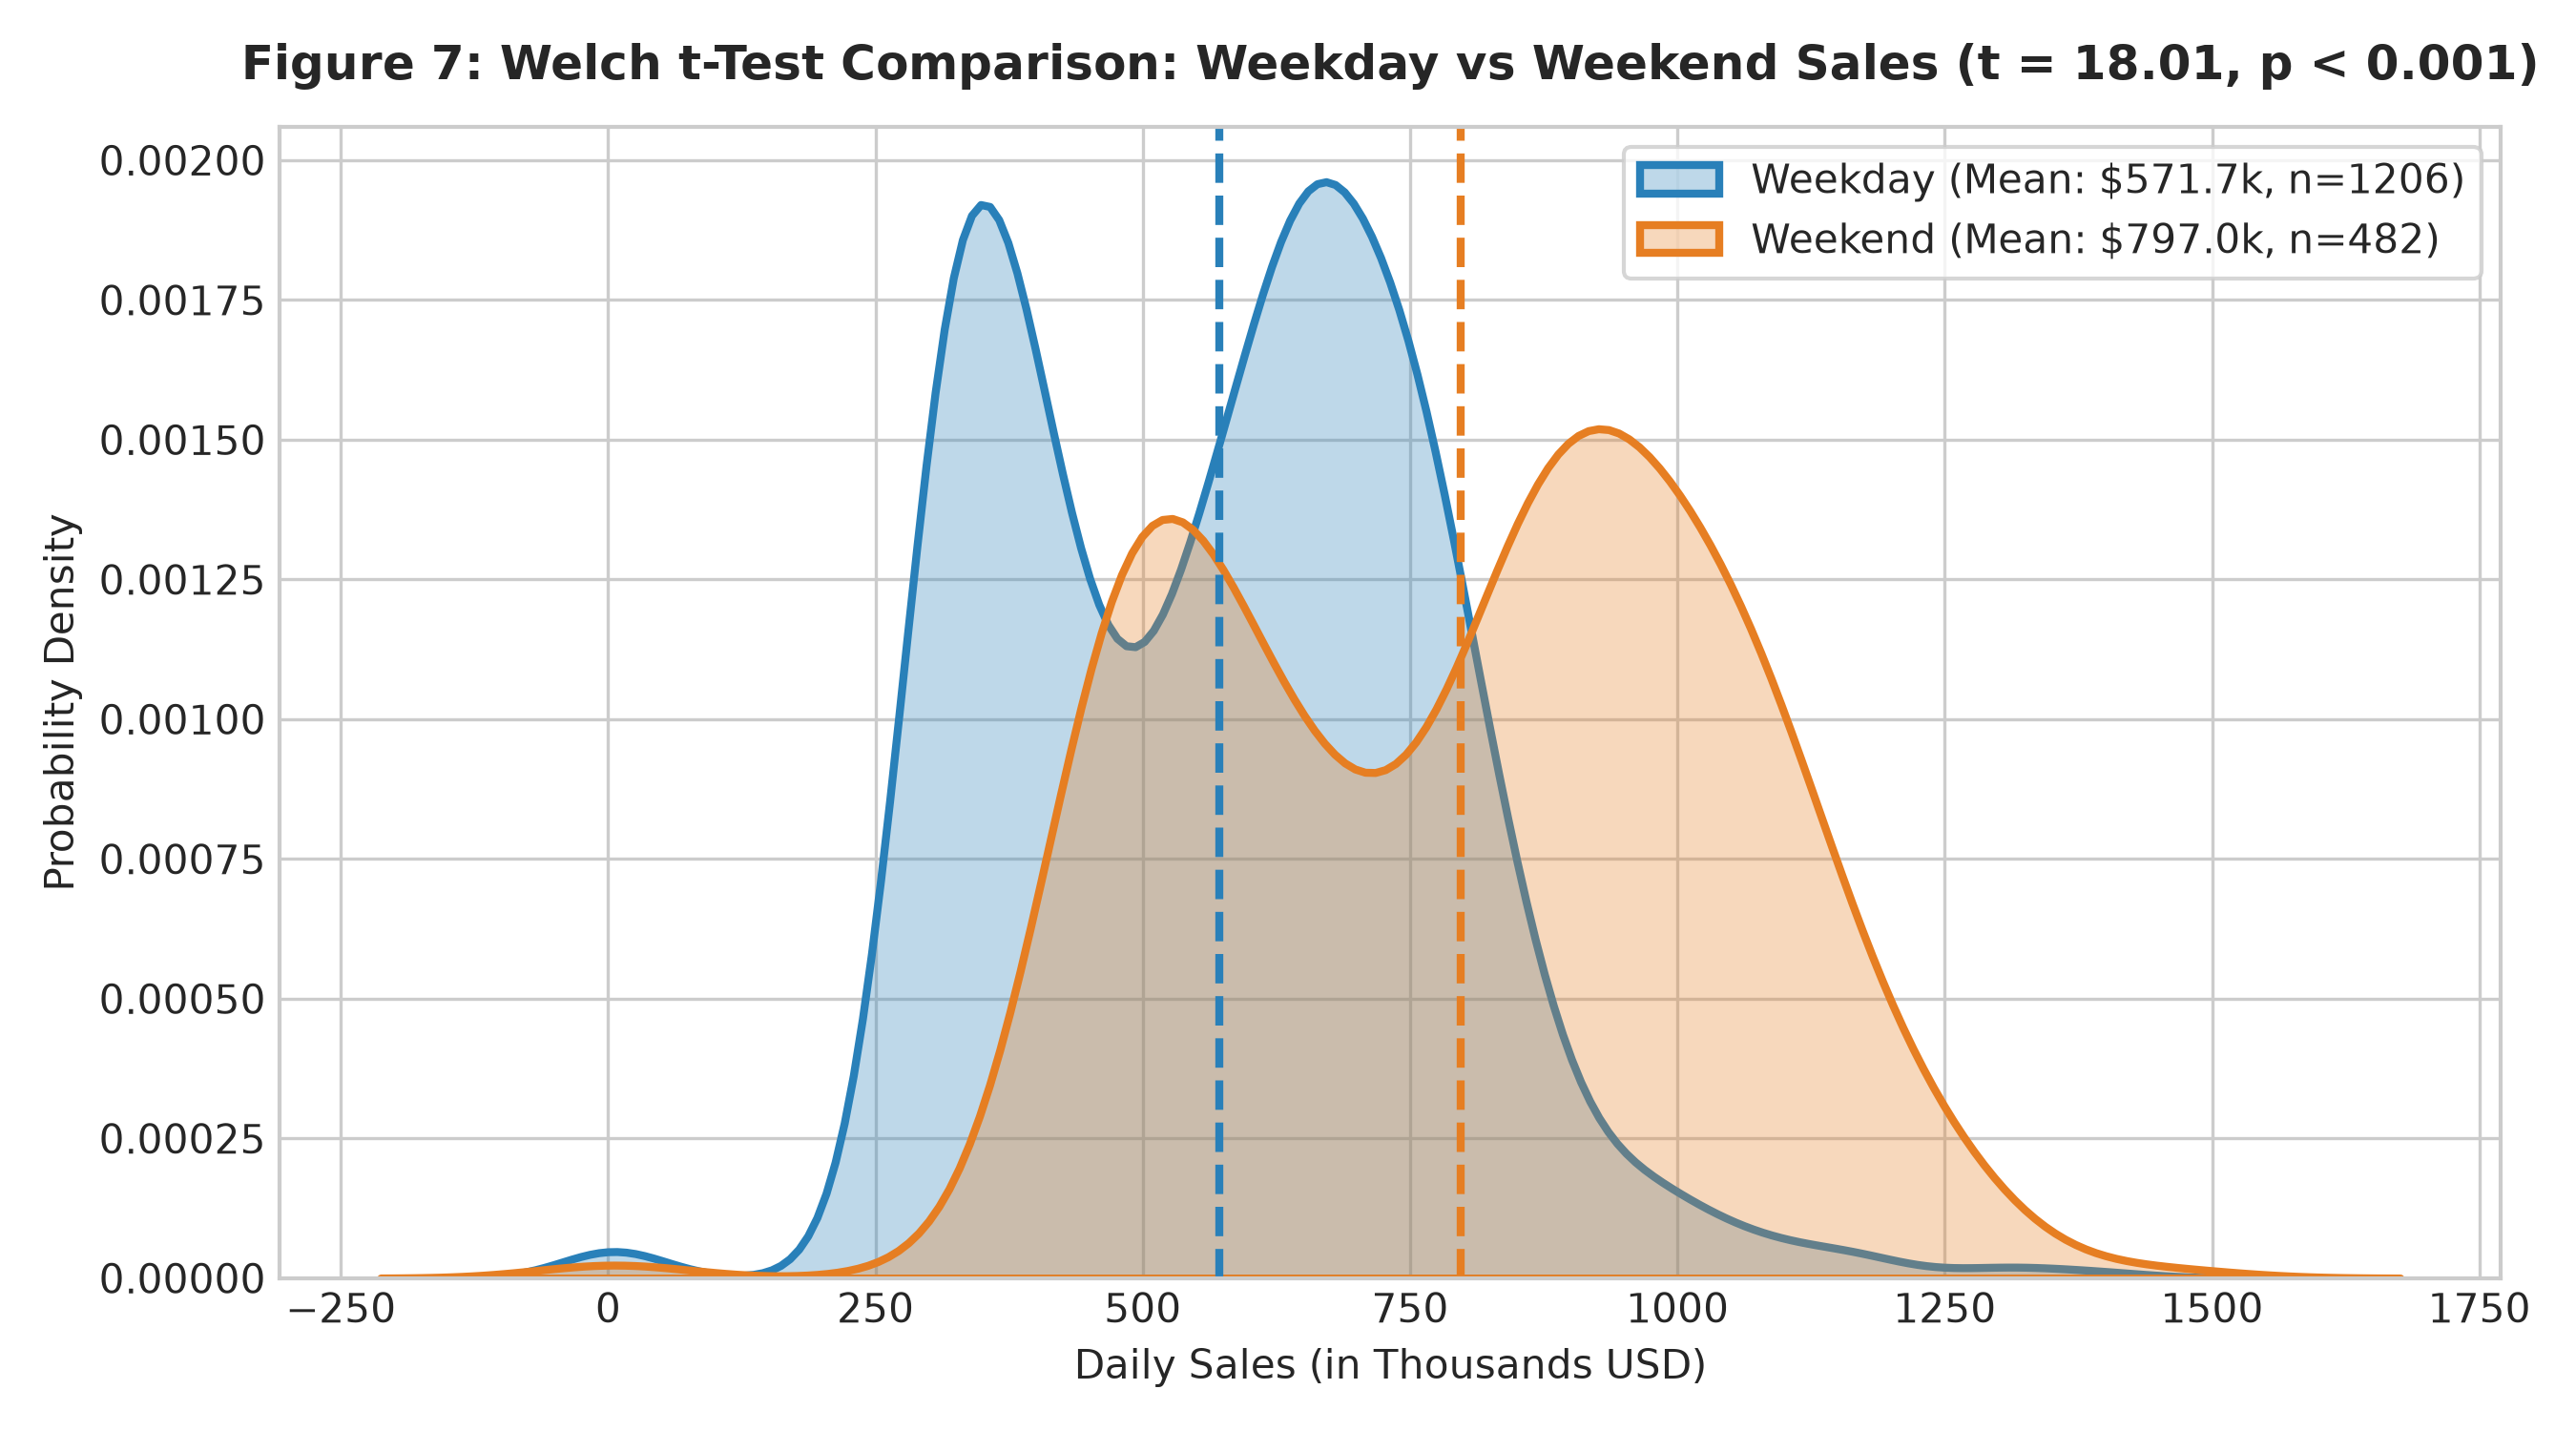 Figure 7: Welch t-Test Comparison: Weekday vs Weekend Sales (t = 18.01, p < 0.001)
Weekday (Mean: $571.7k, n=1206)
Weekend (Mean: $797.0k, n=482)
Probability Density
0.00200
0.00175
0.00150
0.00125
0.00100
0.00075
0.00050
0.00025
0.00000
−250 0 250 500 750 1000 1250 1500 1750
Daily Sales (in Thousands USD)